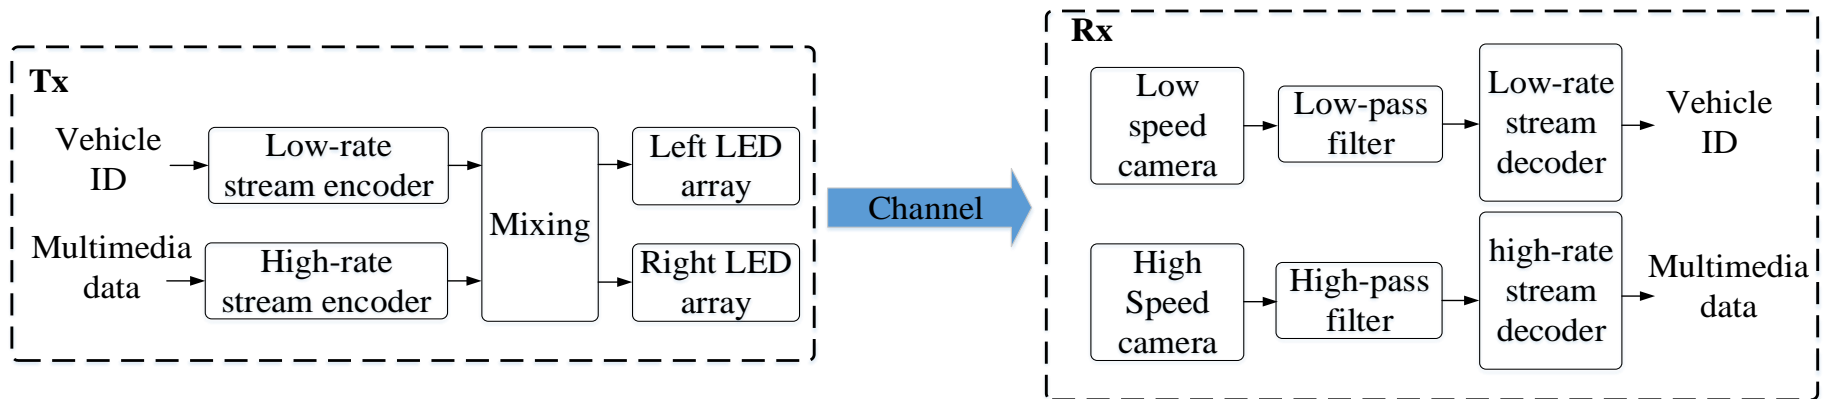 Tx
Vehicle
ID
Low-rate
stream encoder
Multimedia
data
High-rate
stream encoder
Mixing
Left LED
array
Right LED
array
Channel
Rx
Low
speed
camera
Low-pass
filter
Low-rate
stream
decoder
Vehicle
ID
High
Speed
camera
High-pass
filter
high-rate
stream
decoder
Multimedia
data